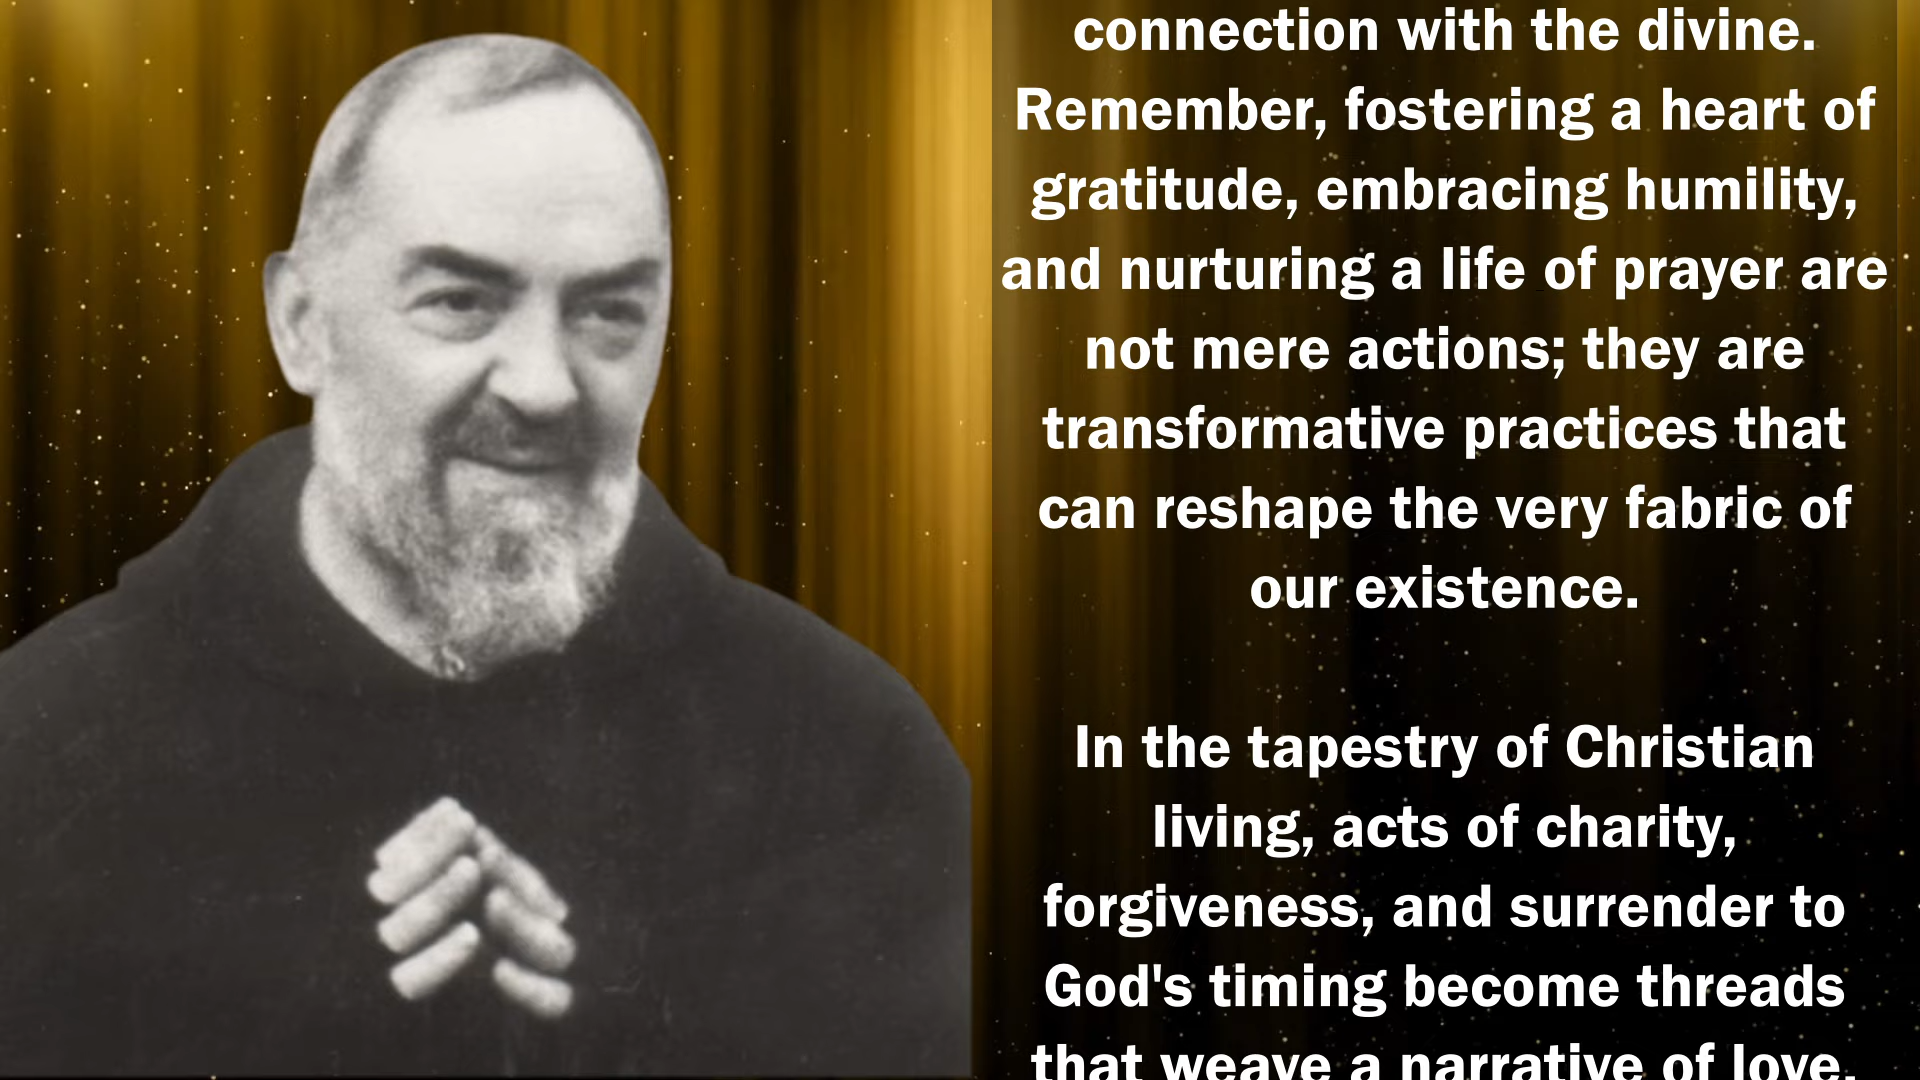 connection with the divine.
Remember, fostering a heart of
gratitude, embracing humility,
and nurturing a life of prayer are
not mere actions; they are
transformative practices that
can reshape the very fabric of
our existence.
In the tapestry of Christian
living, acts of charity,
forgiveness, and surrender to
God's timing become threads
that weave a narrative of love,